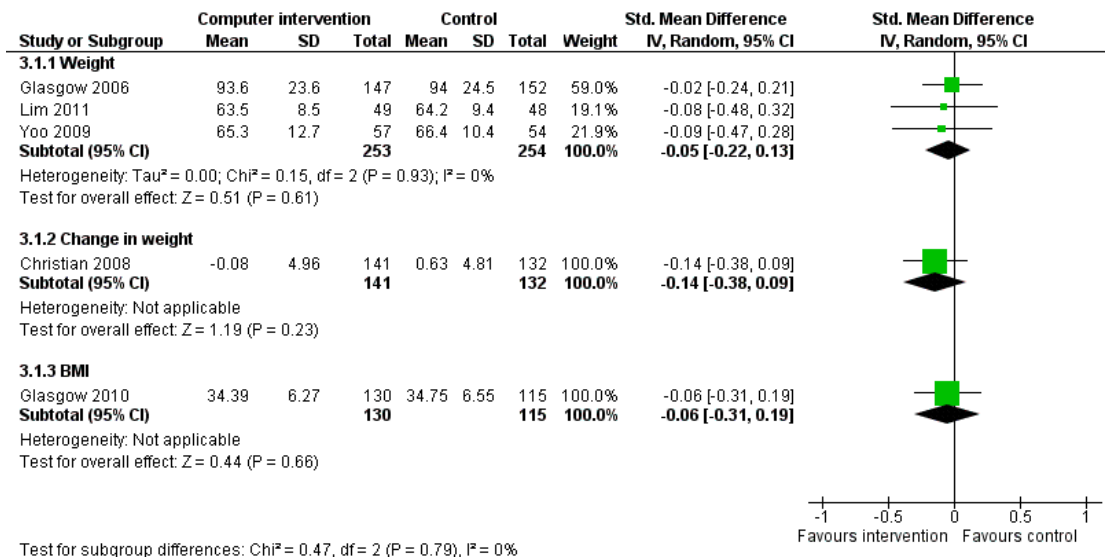 Computer intervention Control Std. Mean Difference Std. Mean Difference
Study or Subgroup Mean SD Total Mean SD Total Weight IV, Random, 95% CI IV, Random, 95% CI
3.1.1 Weight
Glasgow 2006 93.6 23.6 147 94 24.5 152 59.0% -0.02 [-0.24, 0.21]
Lim 2011 63.5 8.5 49 64.2 9.4 48 19.1% -0.08 [-0.48, 0.32]
Yoo 2009 65.3 12.7 57 66.4 10.4 54 21.9% -0.09 [-0.47, 0.28]
Subtotal (95% CI) 253 254 100.0% -0.05 [-0.22, 0.13]
Heterogeneity: Tau² = 0.00; Chi² = 0.15, df = 2 (P = 0.93); I² = 0%
Test for overall effect: Z = 0.51 (P = 0.61)
3.1.2 Change in weight
Christian 2008 -0.08 4.96 141 0.63 4.81 132 100.0% -0.14 [-0.38, 0.09]
Subtotal (95% CI) 141 132 100.0% -0.14 [-0.38, 0.09]
Heterogeneity: Not applicable
Test for overall effect: Z = 1.19 (P = 0.23)
3.1.3 BMI
Glasgow 2010 34.39 6.27 130 34.75 6.55 115 100.0% -0.06 [-0.31, 0.19]
Subtotal (95% CI) 130 115 100.0% -0.06 [-0.31, 0.19]
Heterogeneity: Not applicable
Test for overall effect: Z = 0.44 (P = 0.66)
-1 -0.5 0 0.5 1
Favours intervention Favours control
Test for subgroup differences: Chi² = 0.47, df = 2 (P = 0.79), I² = 0%